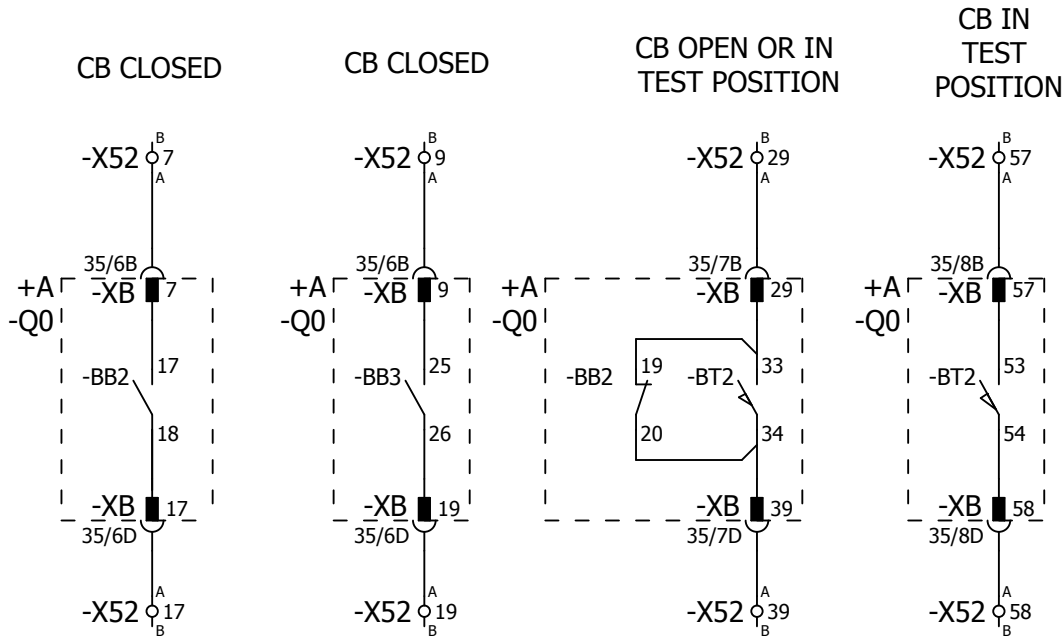 CB CLOSED
CB CLOSED
CB OPEN OR IN
TEST POSITION
CB IN
TEST
POSITION
B
-X52 7
A
B
-X52 9
A
B
-X52 29
A
B
-X52 57
A
35/6B
+A -XB 7
-Q0
35/6B
+A -XB 9
-Q0
35/7B
+A -XB 29
-Q0
35/8B
+A -XB 57
-Q0
17
-BB2
18
25
-BB3
26
19
-BB2
20
33
-BT2
34
53
-BT2
54
-XB 17
35/6D
-XB 19
35/6D
-XB 39
35/7D
-XB 58
35/8D
A
-X52 17
B
A
-X52 19
B
A
-X52 39
B
A
-X52 58
B